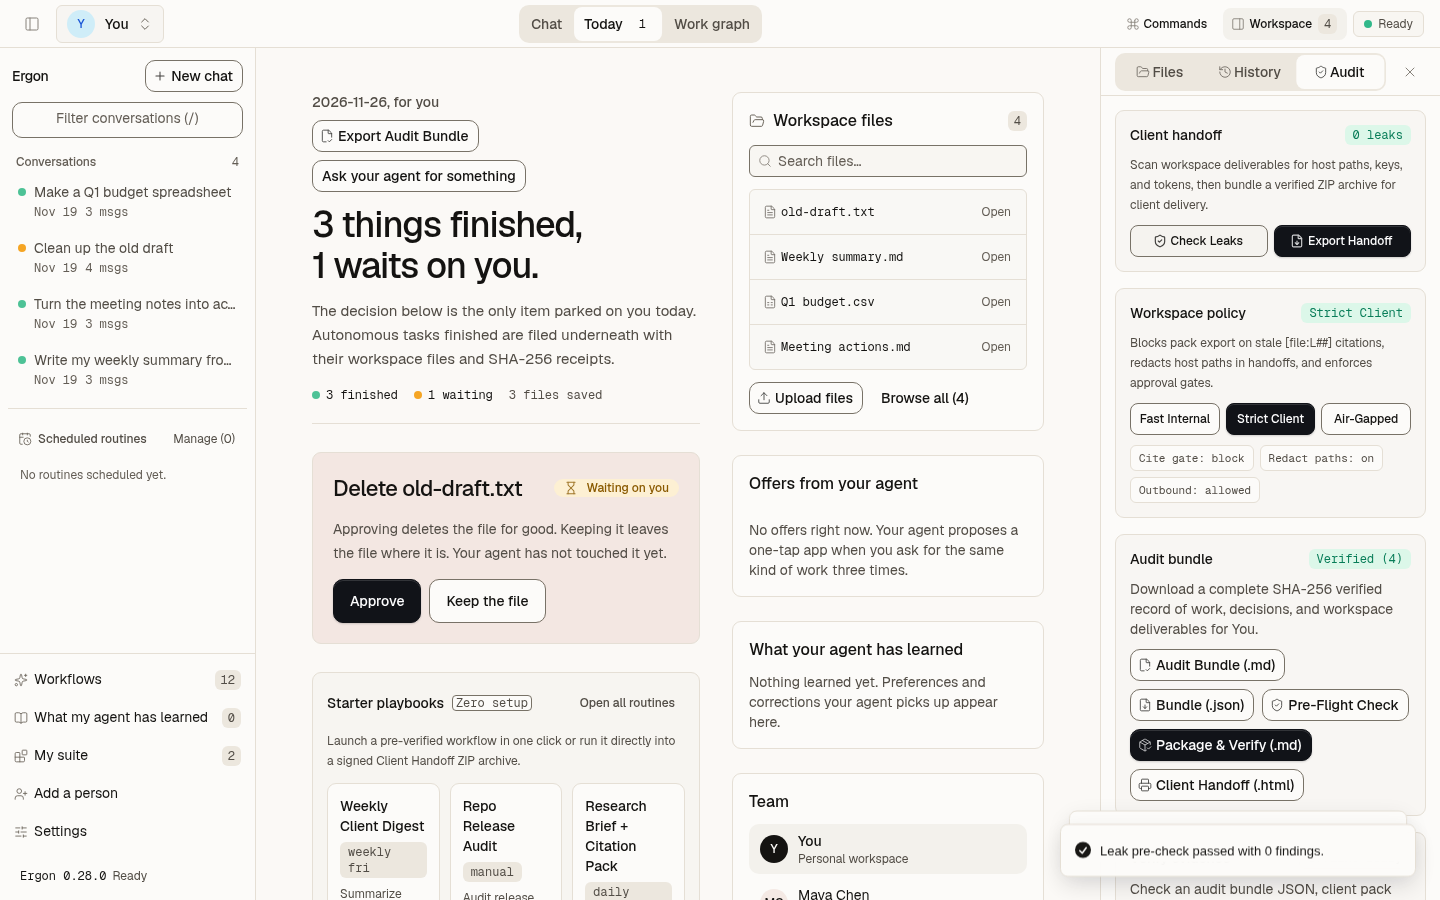 Y You
Chat
Today 1
Work graph
Commands
Workspace 4
Ready
Ergon
New chat
Filter conversations (/)
Conversations 4
Make a Q1 budget spreadsheet
Nov 19 3 msgs
Clean up the old draft
Nov 19 4 msgs
Turn the meeting notes into ac…
Nov 19 3 msgs
Write my weekly summary fro…
Nov 19 3 msgs
Scheduled routines
Manage (0)
No routines scheduled yet.
Workflows 12
What my agent has learned 0
My suite 2
Add a person
Settings
Ergon 0.28.0 Ready
2026-11-26, for you
Export Audit Bundle
Ask your agent for something
3 things finished,
1 waits on you.
The decision below is the only item parked on you today.
Autonomous tasks finished are filed underneath with
their workspace files and SHA-256 receipts.
3 finished 1 waiting 3 files saved
Delete old-draft.txt
Waiting on you
Approving deletes the file for good. Keeping it leaves
the file where it is. Your agent has not touched it yet.
Approve
Keep the file
Starter playbooks Zero setup
Open all routines
Launch a pre-verified workflow in one click or run it directly into
a signed Client Handoff ZIP archive.
Weekly
Client Digest
weekly
fri
Summarize
Repo
Release
Audit
manual
Audit release
Research
Brief +
Citation
Pack
daily
Workspace files 4
Search files…
old-draft.txt Open
Weekly summary.md Open
Q1 budget.csv Open
Meeting actions.md Open
Upload files
Browse all (4)
Offers from your agent
No offers right now. Your agent proposes a
one-tap app when you ask for the same
kind of work three times.
What your agent has learned
Nothing learned yet. Preferences and
corrections your agent picks up appear
here.
Team
Y You
Personal workspace
Maya Chen
Files
History
Audit
Client handoff
0 leaks
Scan workspace deliverables for host paths, keys,
and tokens, then bundle a verified ZIP archive for
client delivery.
Check Leaks
Export Handoff
Workspace policy
Strict Client
Blocks pack export on stale [file:L##] citations,
redacts host paths in handoffs, and enforces
approval gates.
Fast Internal
Strict Client
Air-Gapped
Cite gate: block
Redact paths: on
Outbound: allowed
Audit bundle
Verified (4)
Download a complete SHA-256 verified
record of work, decisions, and workspace
deliverables for You.
Audit Bundle (.md)
Bundle (.json)
Pre-Flight Check
Package & Verify (.md)
Client Handoff (.html)
Leak pre-check passed with 0 findings.
Check an audit bundle JSON, client pack